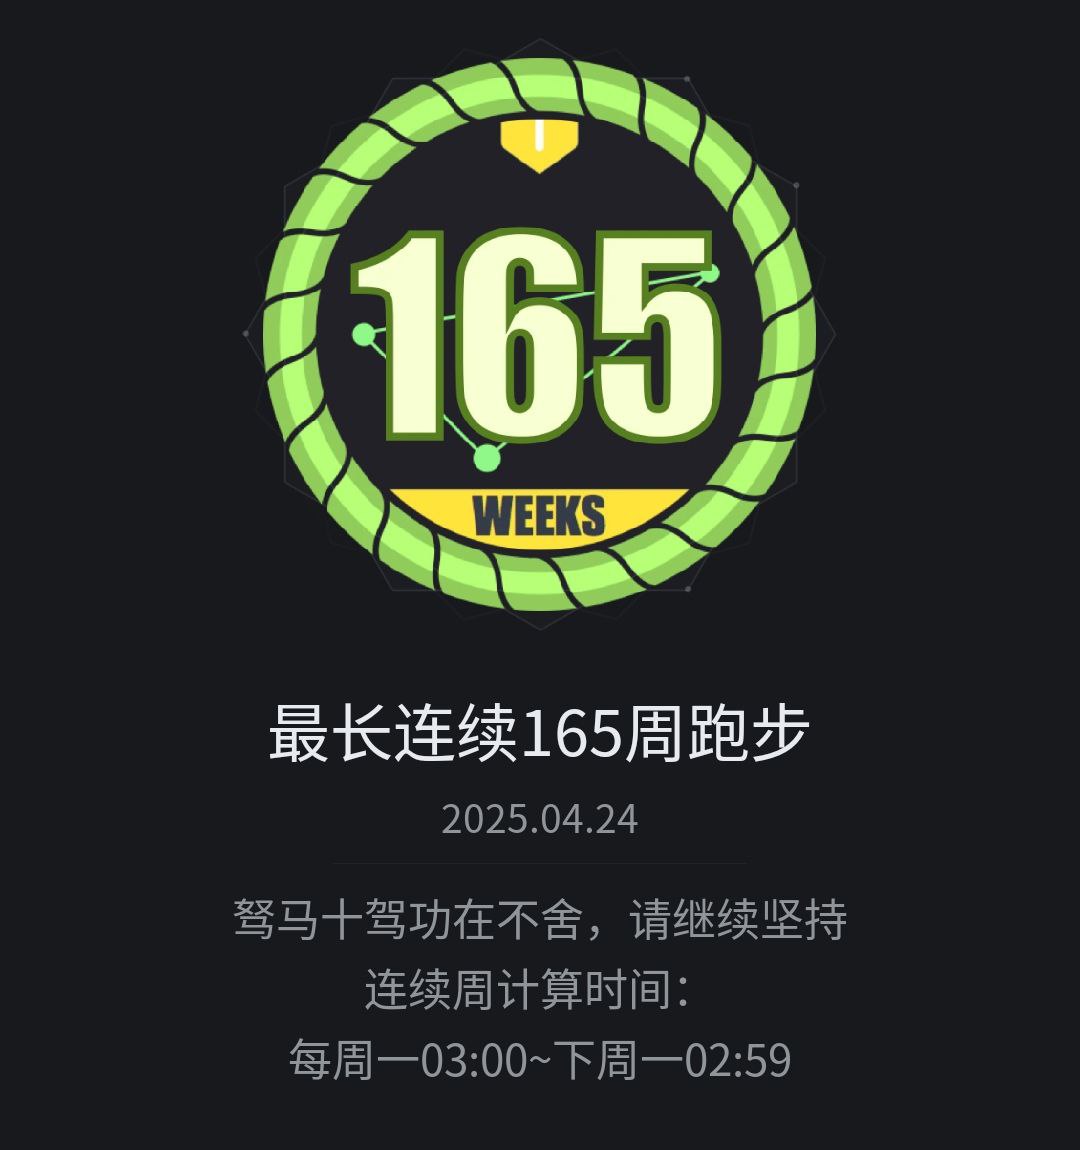 165
WEEKS
最长连续165周跑步
2025.04.24
驽马十驾功在不舍，请继续坚持
连续周计算时间：
每周一03:00~下周一02:59